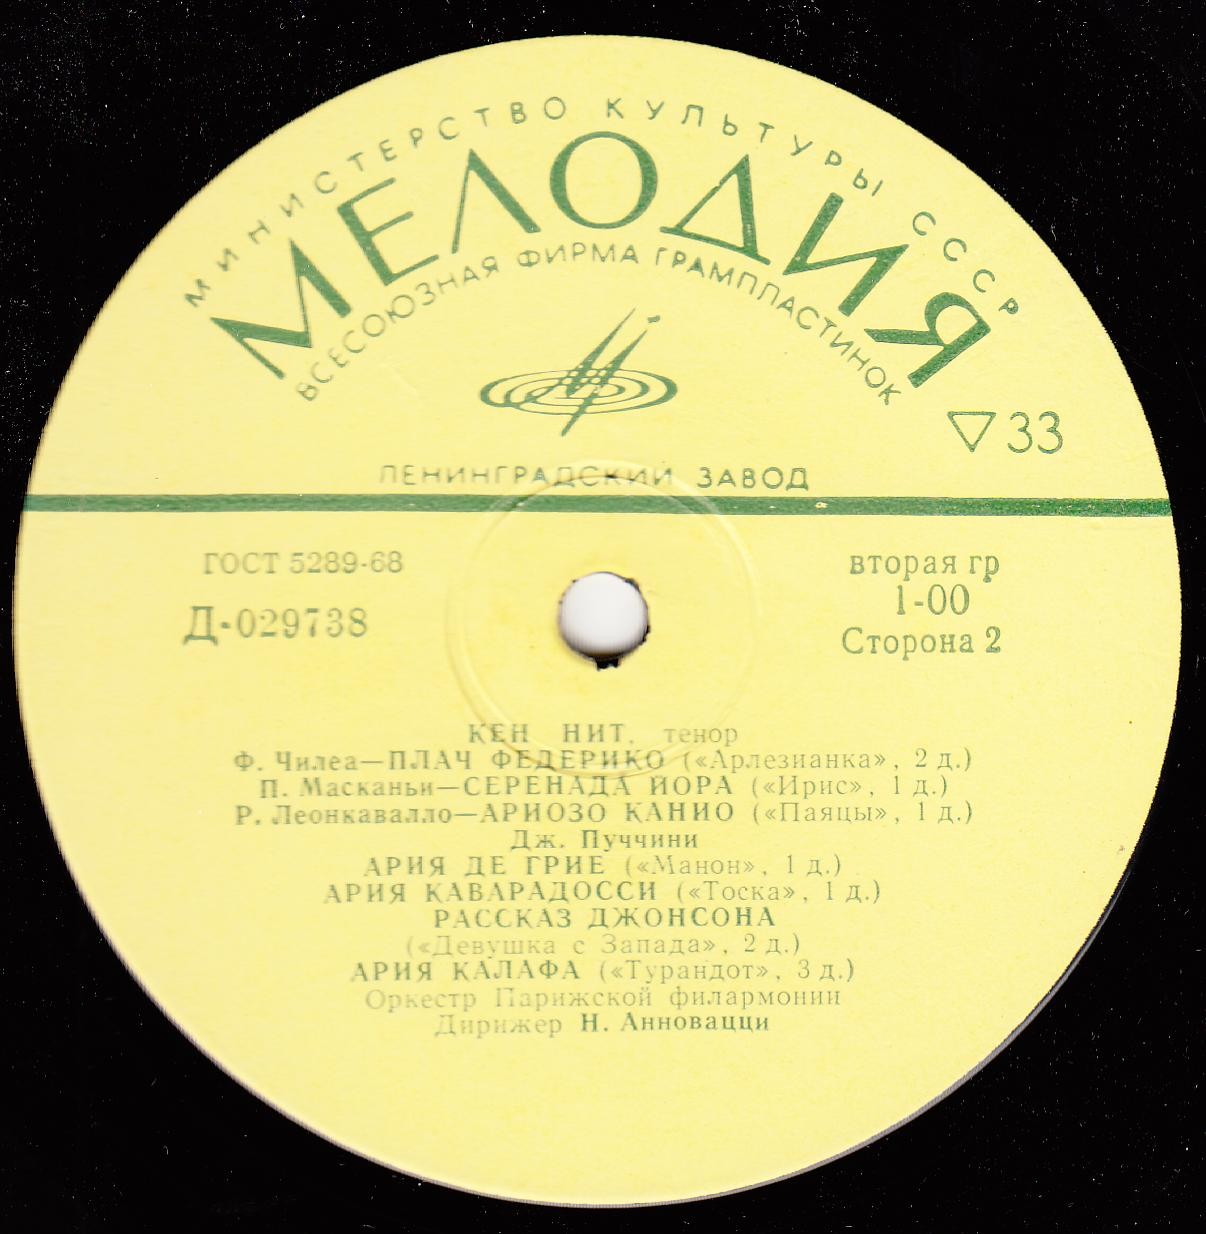 МИНИСТЕРСТВО КУЛЬТУРЫ СССР
МЕЛОДИЯ
ВСЕСОЮЗНАЯ ФИРМА ГРАМПЛАСТИНОК
33
ЛЕНИНГРАДСКИЙ ЗАВОД
ГОСТ 5289-68
вторая гр
Д-029738
1-00
Сторона 2
КЕН НИТ, тенор
Ф. Чилеа—ПЛАЧ ФЕДЕРИКО («Арлезианка», 2 д.)
П. Масканьи—СЕРЕНАДА ЙОРА («Ирис», 1 д.)
Р. Леонкавалло—АРИОЗО КАНИО («Паяцы», 1 д.)
Дж. Пуччини
АРИЯ ДЕ ГРИЕ («Манон», 1 д.)
АРИЯ КАВАРАДОССИ («Тоска», 1 д.)
РАССКАЗ ДЖОНСОНА
(«Девушка с Запада», 2 д.)
АРИЯ КАЛАФА («Турандот», 3 д.)
Оркестр Парижской филармонии
Дирижер Н. Анновацци